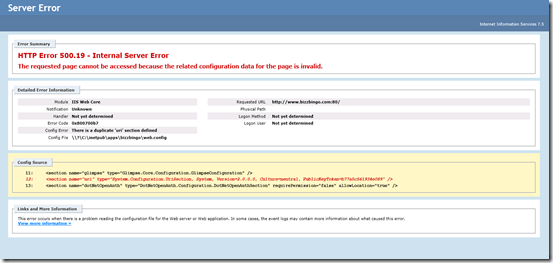 Server Error
Internet Information Services 7.5
Error Summary
HTTP Error 500.19 - Internal Server Error
The requested page cannot be accessed because the related configuration data for the page is invalid.
Detailed Error Information
Module IIS Web Core
Notification Unknown
Handler Not yet determined
Error Code 0x800700b7
Config Error There is a duplicate 'uri' section defined
Config File \\?\C:\inetpub\apps\bizzbingo\web.config
Requested URL http://www.bizzbingo.com:80/
Physical Path
Logon Method Not yet determined
Logon User Not yet determined
Config Source
11: <section name="glimpse" type="Glimpse.Core.Configuration.GlimpseConfiguration" />
12: <section name="uri" type="System.Configuration.UriSection, System, Version=2.0.0.0, Culture=neutral, PublicKeyToken=b77a5c561934e089" />
13: <section name="dotNetOpenAuth" type="DotNetOpenAuth.Configuration.DotNetOpenAuthSection" requirePermission="false" allowLocation="true" />
Links and More Information
This error occurs when there is a problem reading the configuration file for the Web server or Web application. In some cases, the event logs may contain more information about what caused this error.
View more information »